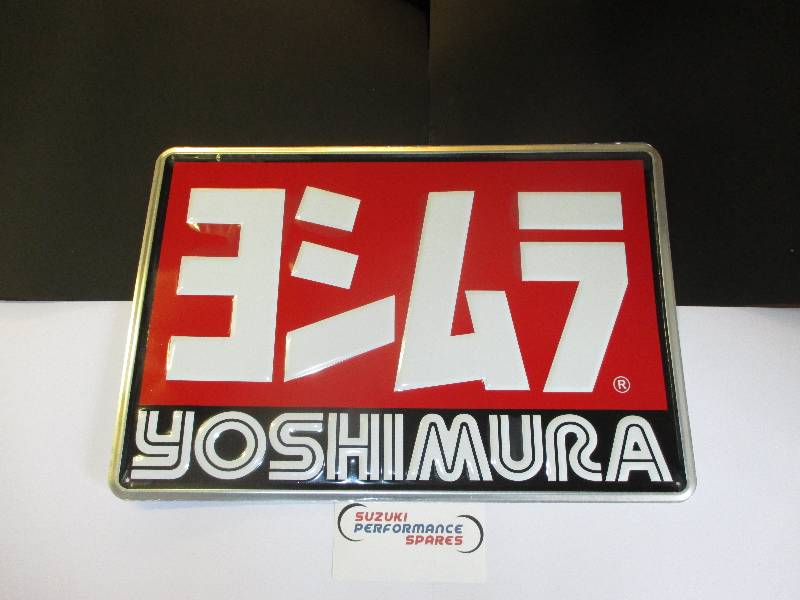 ヨシムラ
®
YOSHIMURA
SUZUKI
PERFORMANCE
SPARES